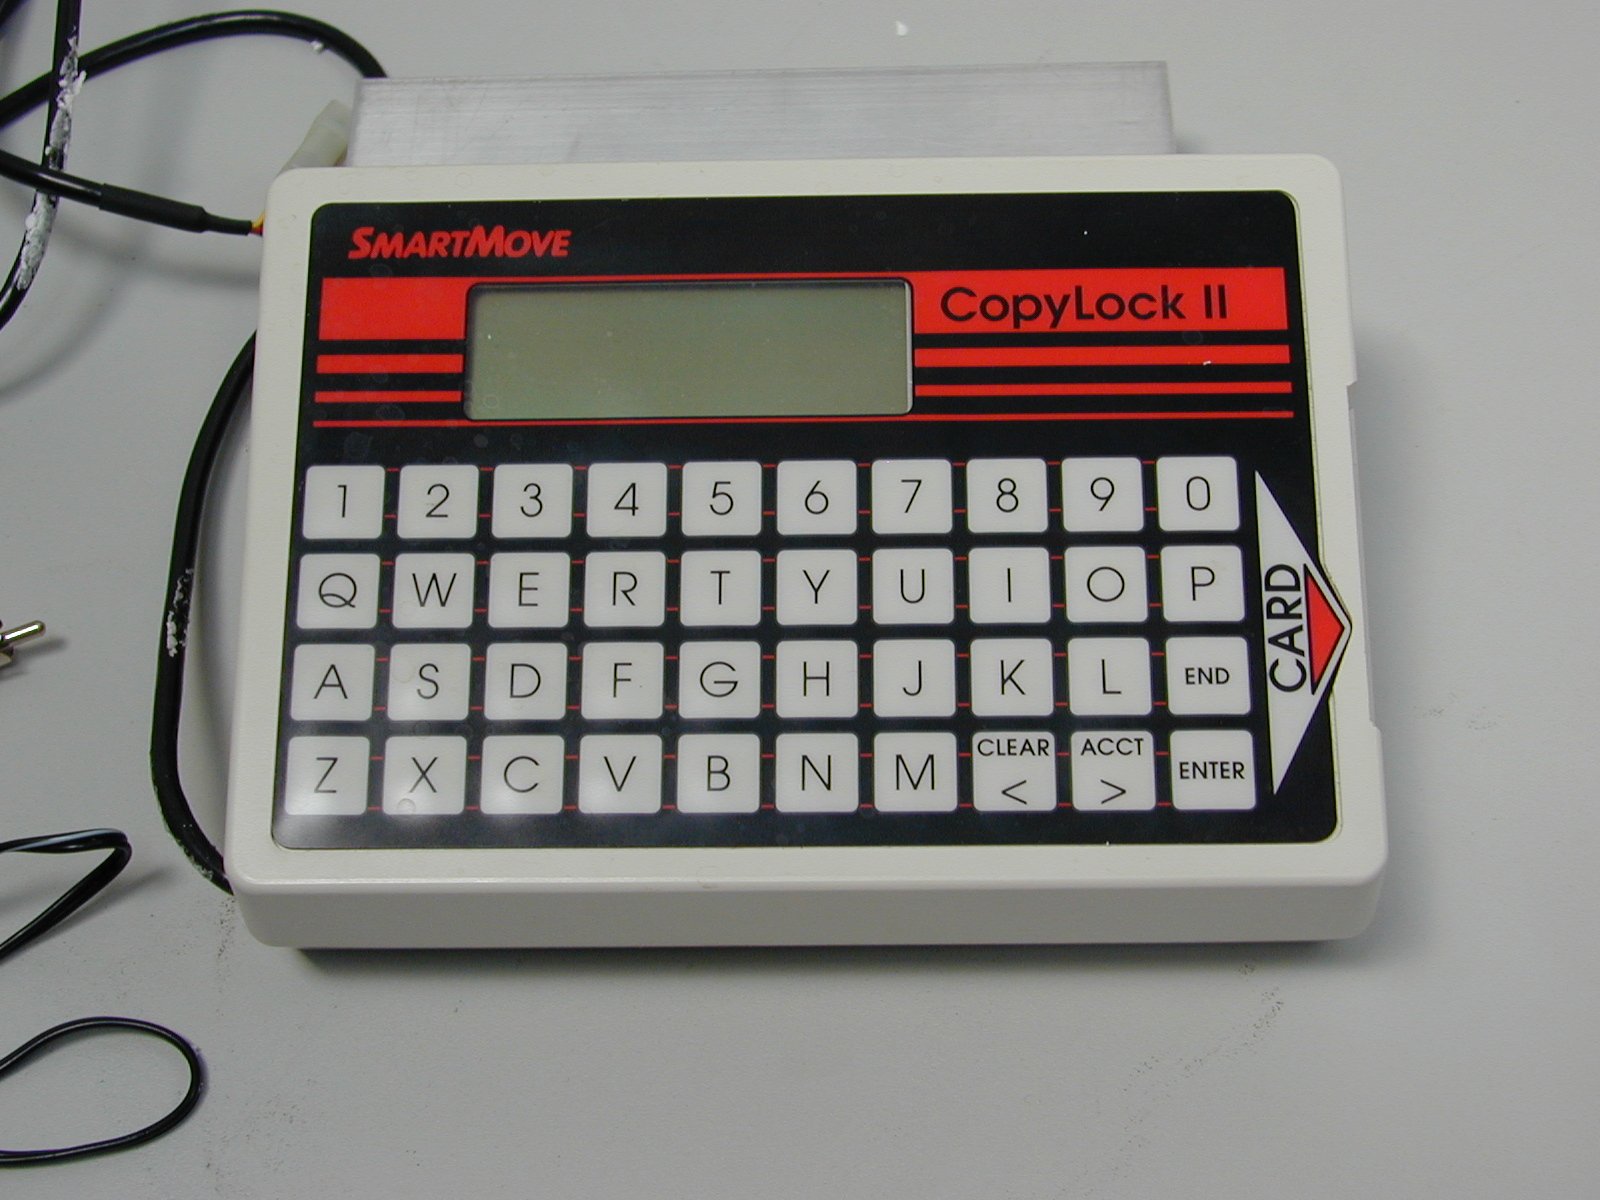 SMARTMOVE
CopyLock II
1 2 3 4 5 6 7 8 9 0
Q W E R T Y U I O P
CARD
A S D F G H J K L END
Z X C V B N M CLEAR < ACCT > ENTER